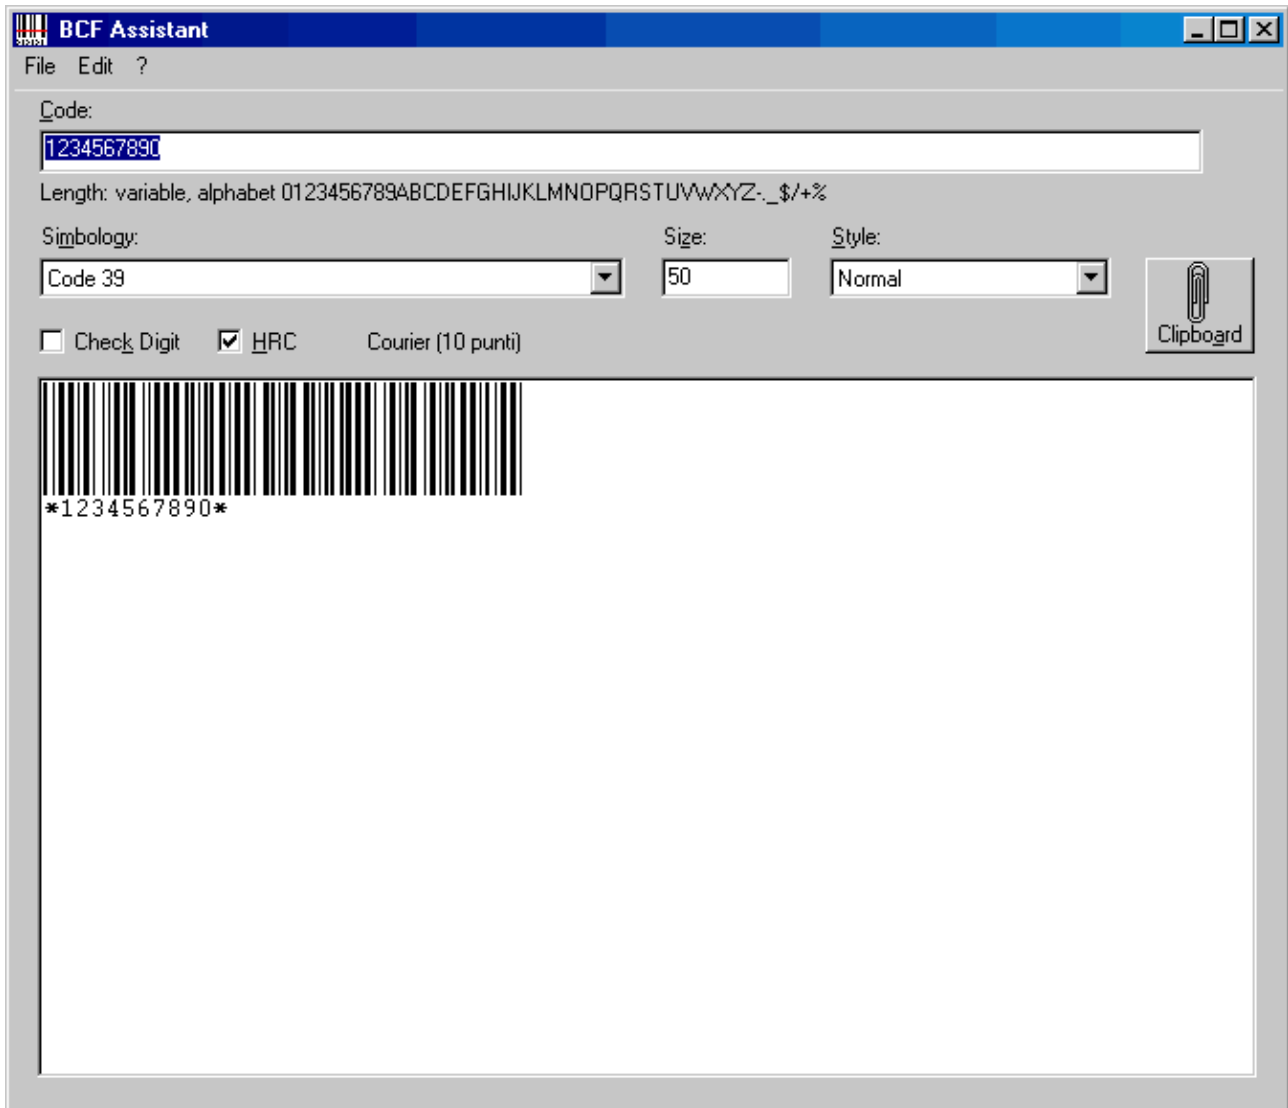 BCF Assistant
File Edit ?
Code:
1234567890
Length: variable, alphabet 0123456789ABCDEFGHIJKLMNOPQRSTUVWXYZ-._$/+%
Simbology: Size: Style:
Code 39 50 Normal
Clipboard
Check Digit HRC Courier (10 punti)
*1234567890*